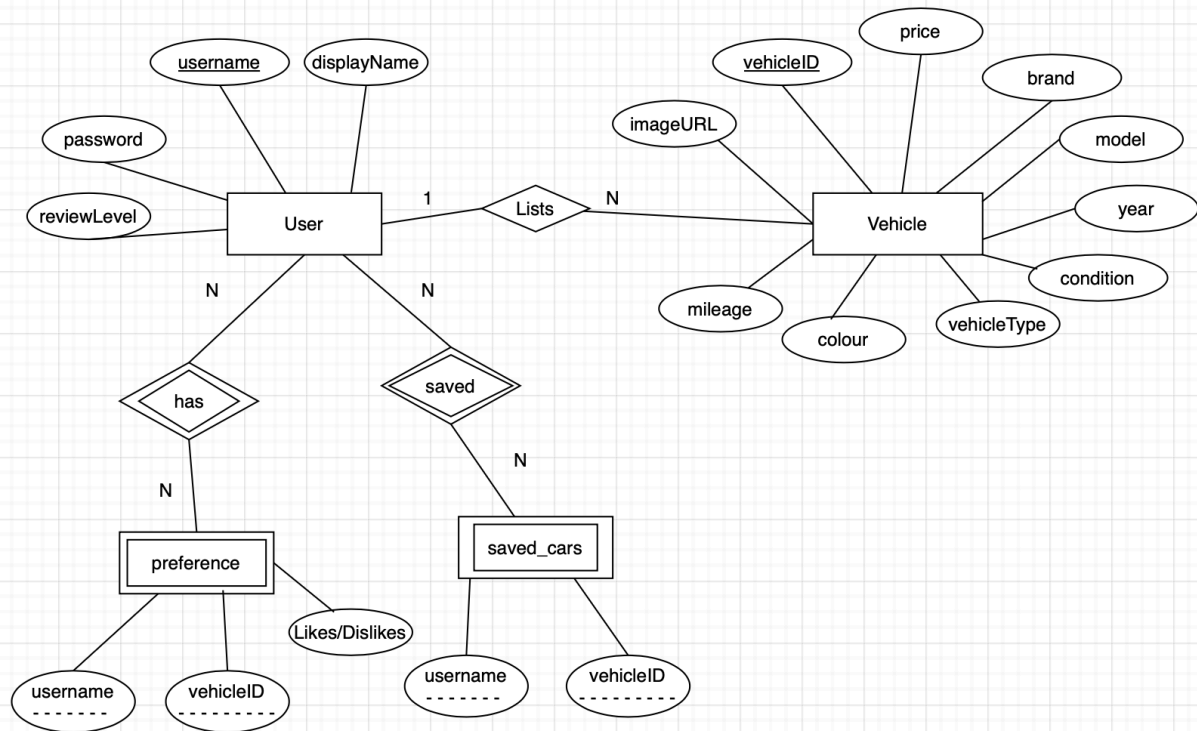 price
username
displayName
vehicleID
brand
imageURL
password
model
1
N
reviewLevel
User
Lists
Vehicle
year
condition
N
N
mileage
vehicleType
colour
saved
has
N
N
saved_cars
preference
Likes/Dislikes
username
vehicleID
username
vehicleID